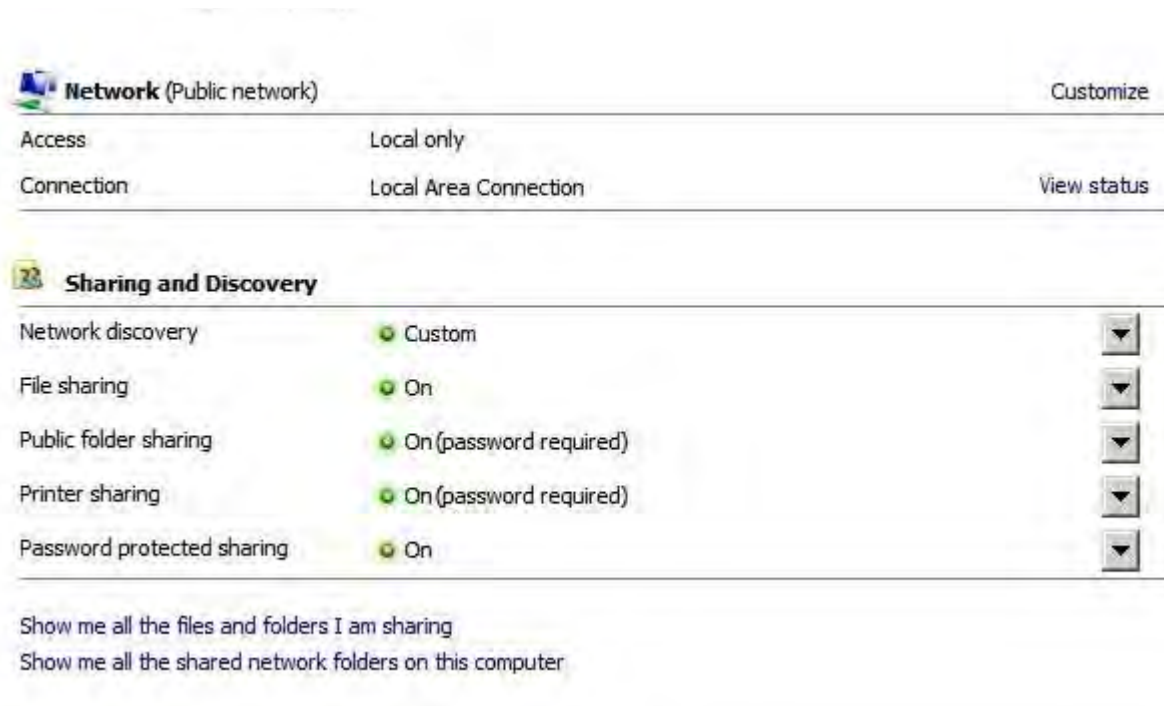 Network (Public network) Customize
Access Local only
Connection Local Area Connection View status
Sharing and Discovery
Network discovery Custom
File sharing On
Public folder sharing On (password required)
Printer sharing On (password required)
Password protected sharing On
Show me all the files and folders I am sharing
Show me all the shared network folders on this computer